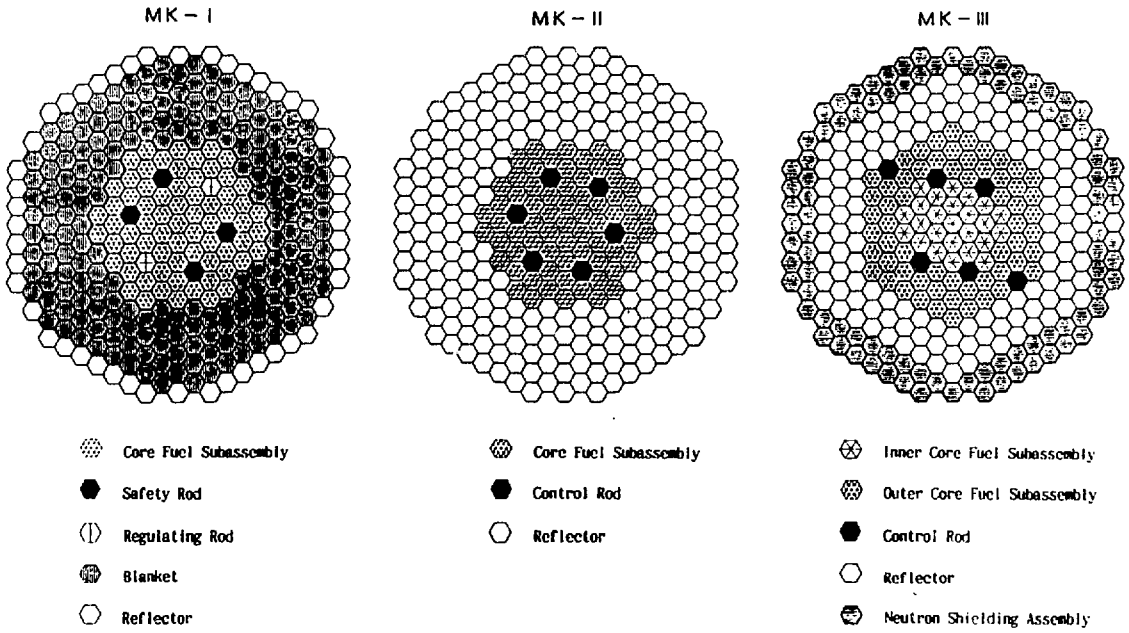 MK-I
MK-II
MK-III
Core Fuel Subassembly
Safety Rod
Regulating Rod
Blanket
Reflector
Core Fuel Subassembly
Control Rod
Reflector
Inner Core Fuel Subassembly
Outer Core Fuel Subassembly
Control Rod
Reflector
Neutron Shielding Assembly